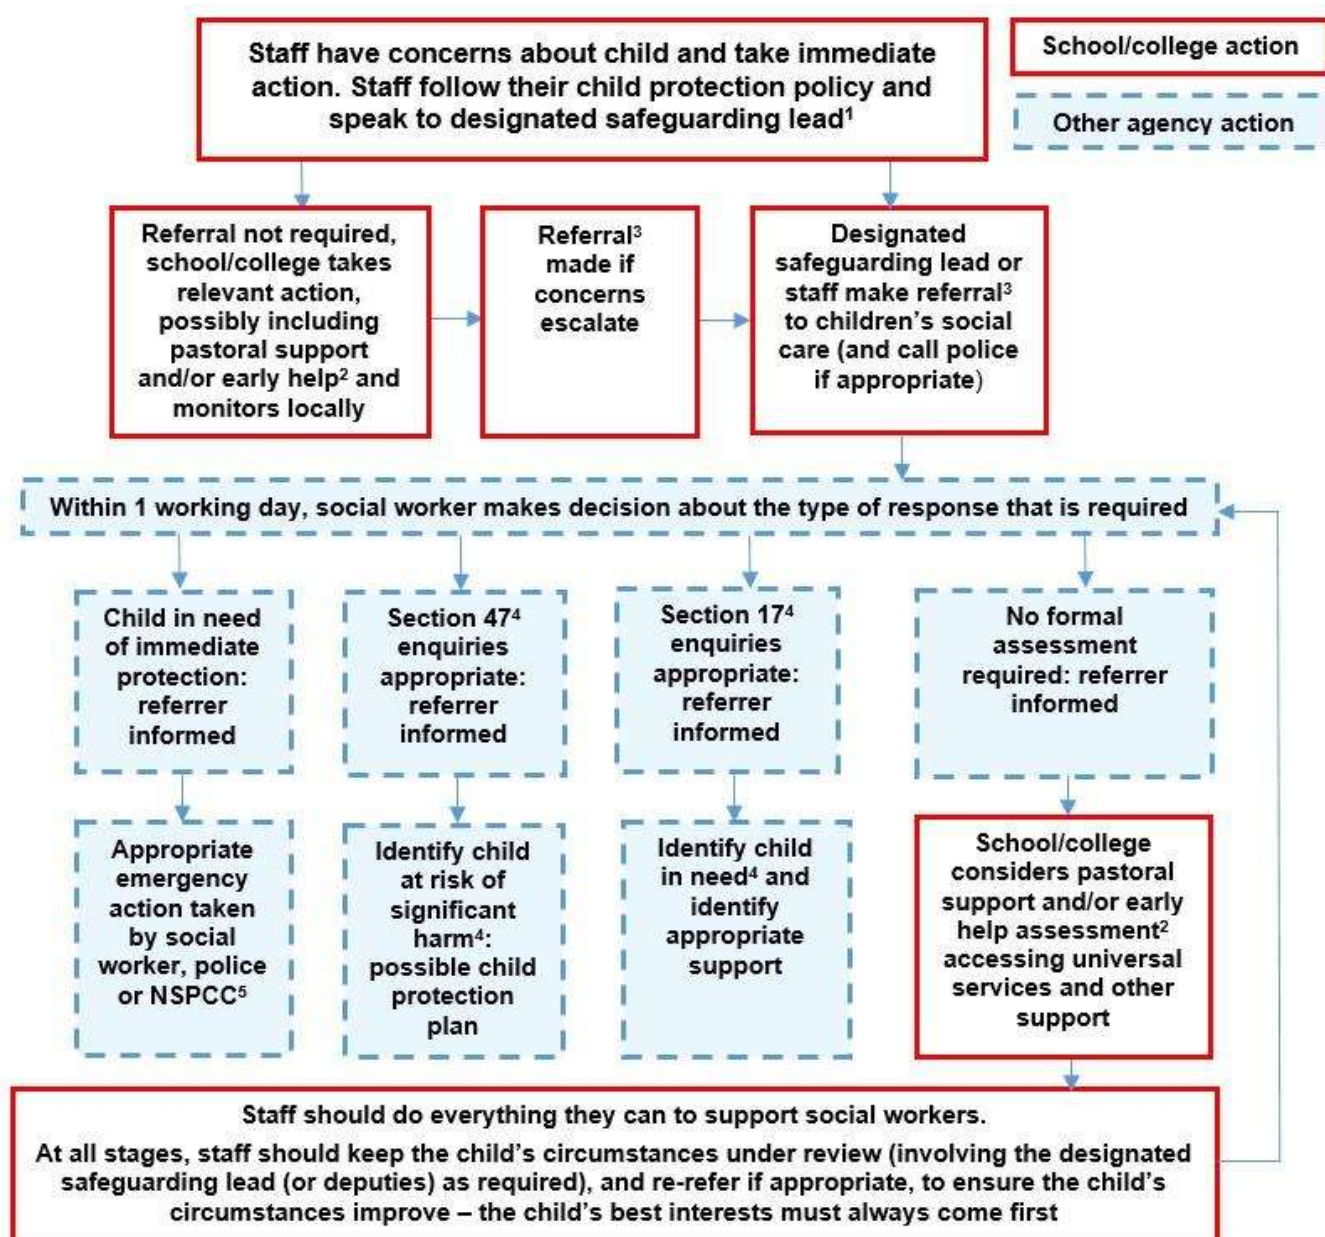 Staff have concerns about child and take immediate
action. Staff follow their child protection policy and
speak to designated safeguarding lead¹
School/college action
Other agency action
Referral not required,
school/college takes
relevant action,
possibly including
pastoral support
and/or early help² and
monitors locally
Referral³
made if
concerns
escalate
Designated
safeguarding lead or
staff make referral³
to children’s social
care (and call police
if appropriate)
Within 1 working day, social worker makes decision about the type of response that is required
Child in need
of immediate
protection:
referrer
informed
Section 47⁴
enquiries
appropriate:
referrer
informed
Section 17⁴
enquiries
appropriate:
referrer
informed
No formal
assessment
required: referrer
informed
Appropriate
emergency
action taken
by social
worker, police
or NSPCC⁵
Identify child
at risk of
significant
harm⁴:
possible child
protection
plan
Identify child
in need⁴ and
identify
appropriate
support
School/college
considers pastoral
support and/or early
help assessment²
accessing universal
services and other
support
Staff should do everything they can to support social workers.
At all stages, staff should keep the child’s circumstances under review (involving the designated
safeguarding lead (or deputies) as required), and re-refer if appropriate, to ensure the child’s
circumstances improve – the child’s best interests must always come first